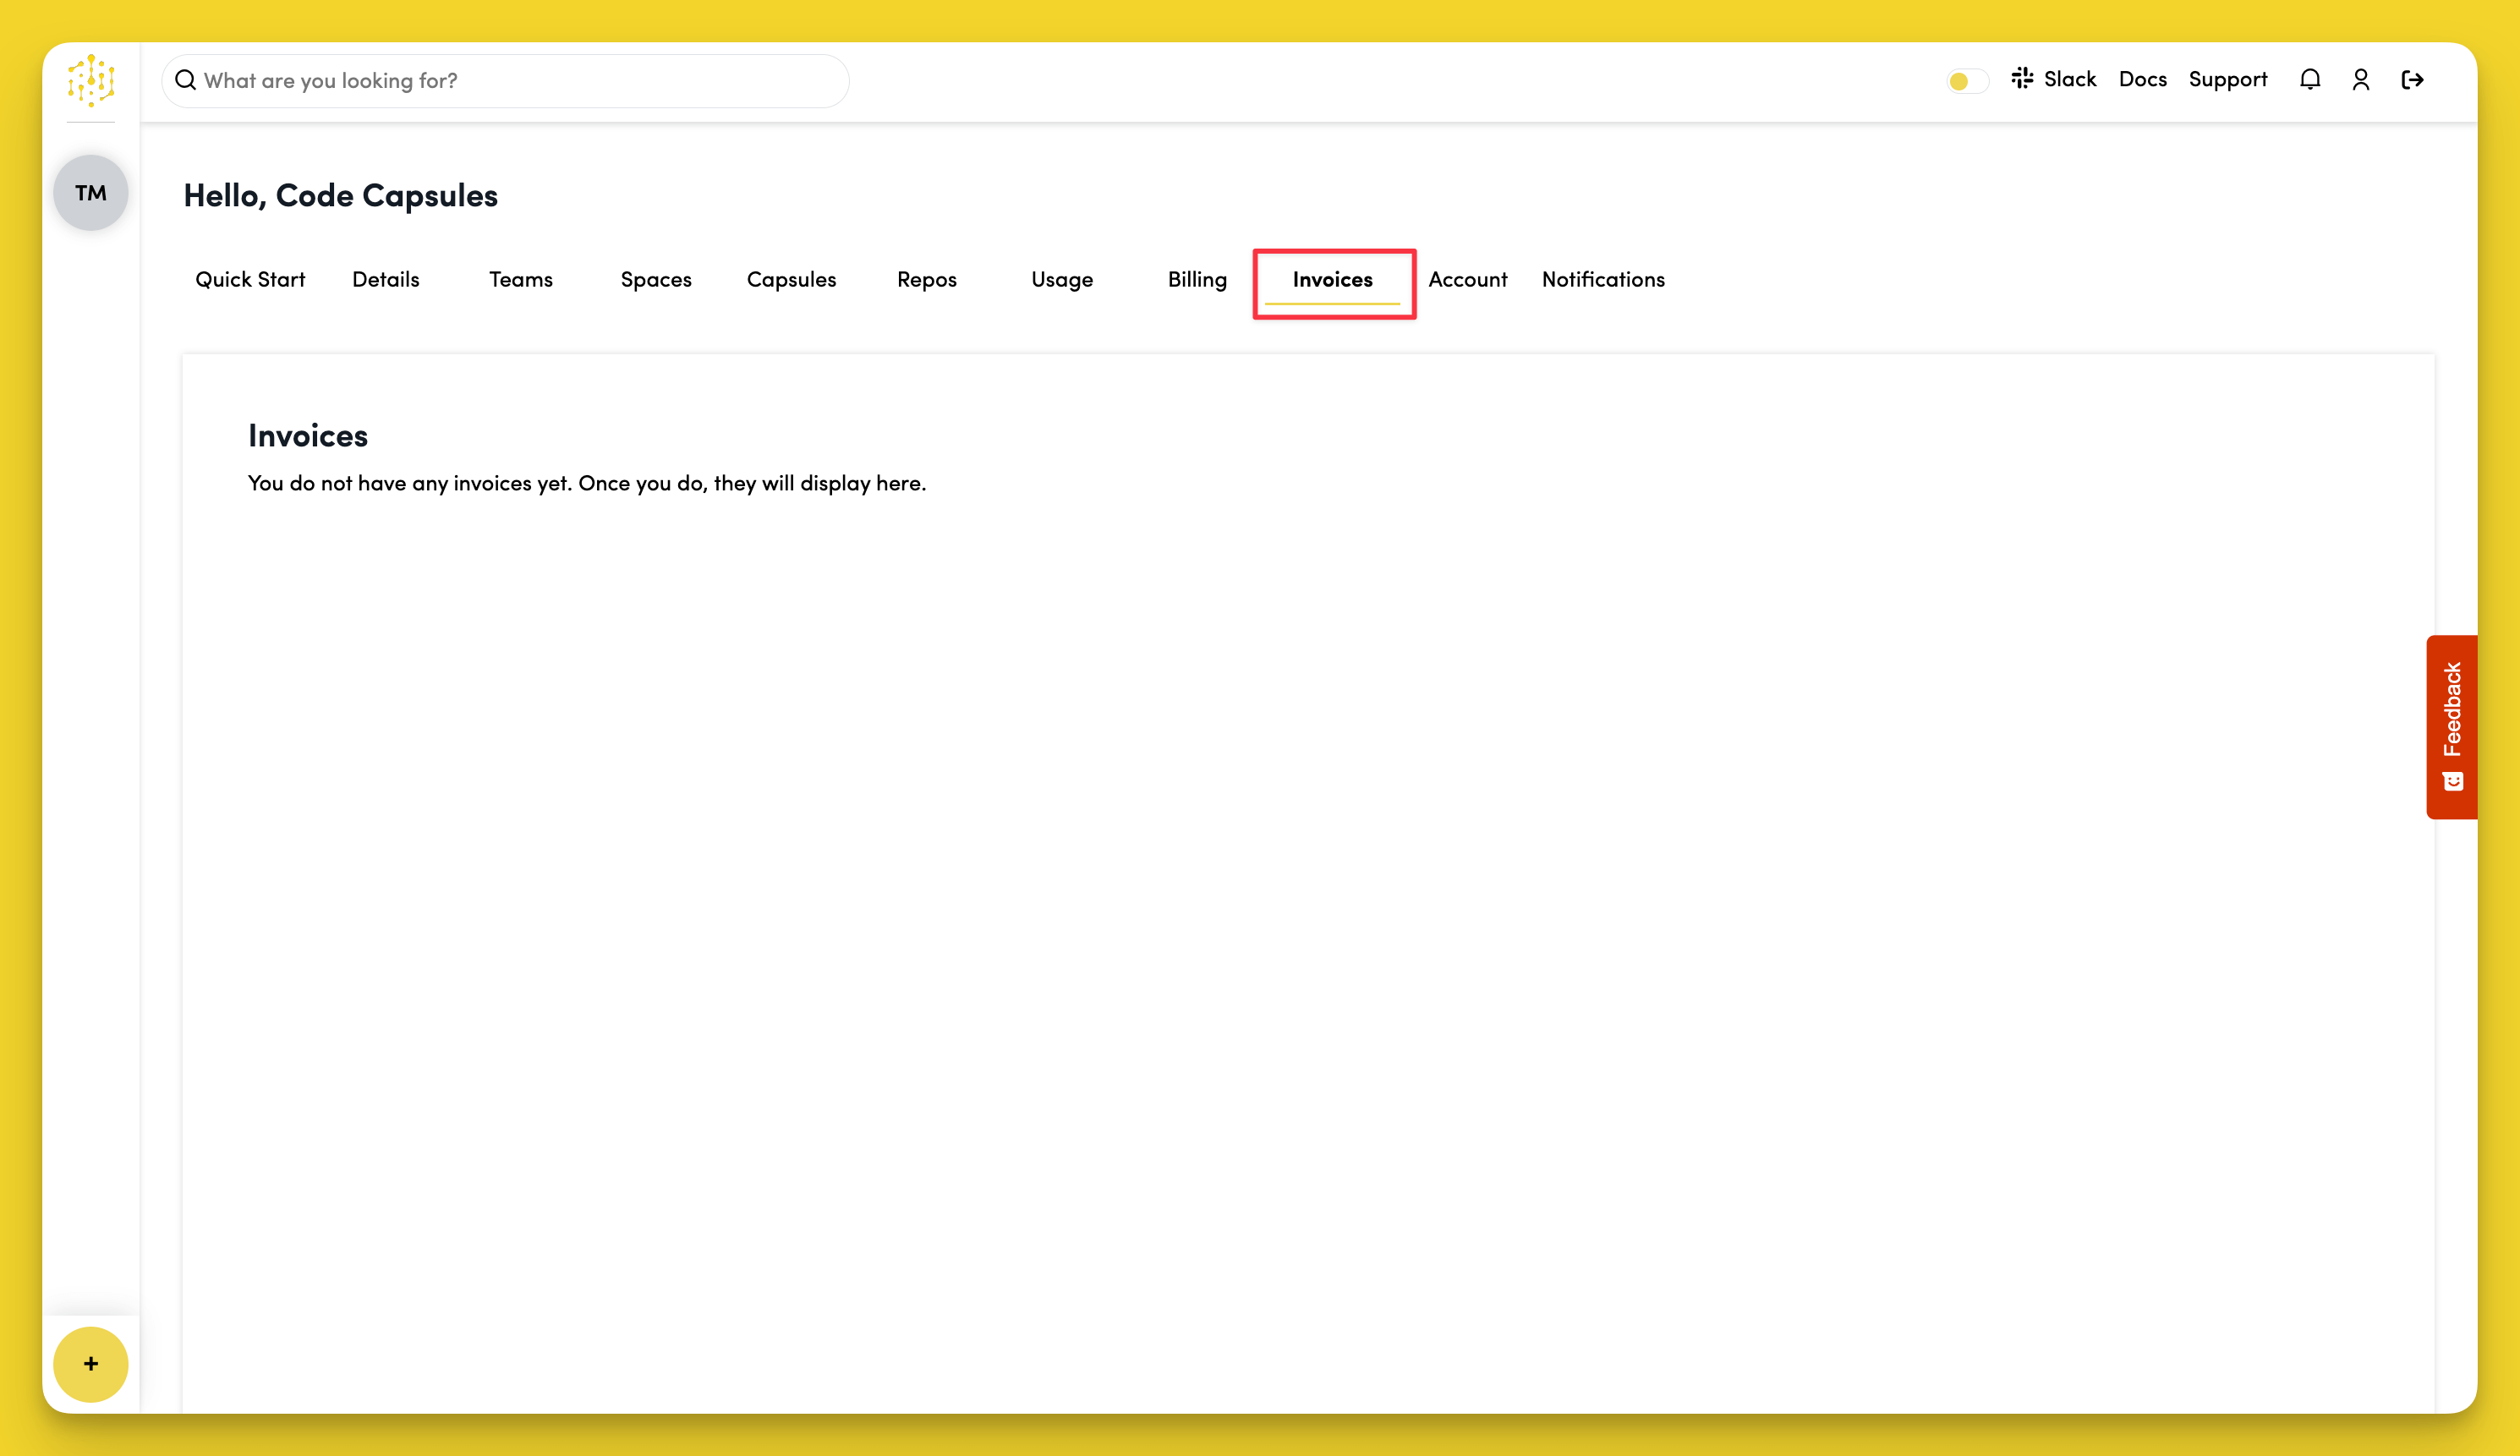 What are you looking for?
Slack Docs Support
TM
Hello, Code Capsules
Quick Start Details Teams Spaces Capsules Repos Usage Billing Invoices Account Notifications
Invoices
You do not have any invoices yet. Once you do, they will display here.
Feedback
+